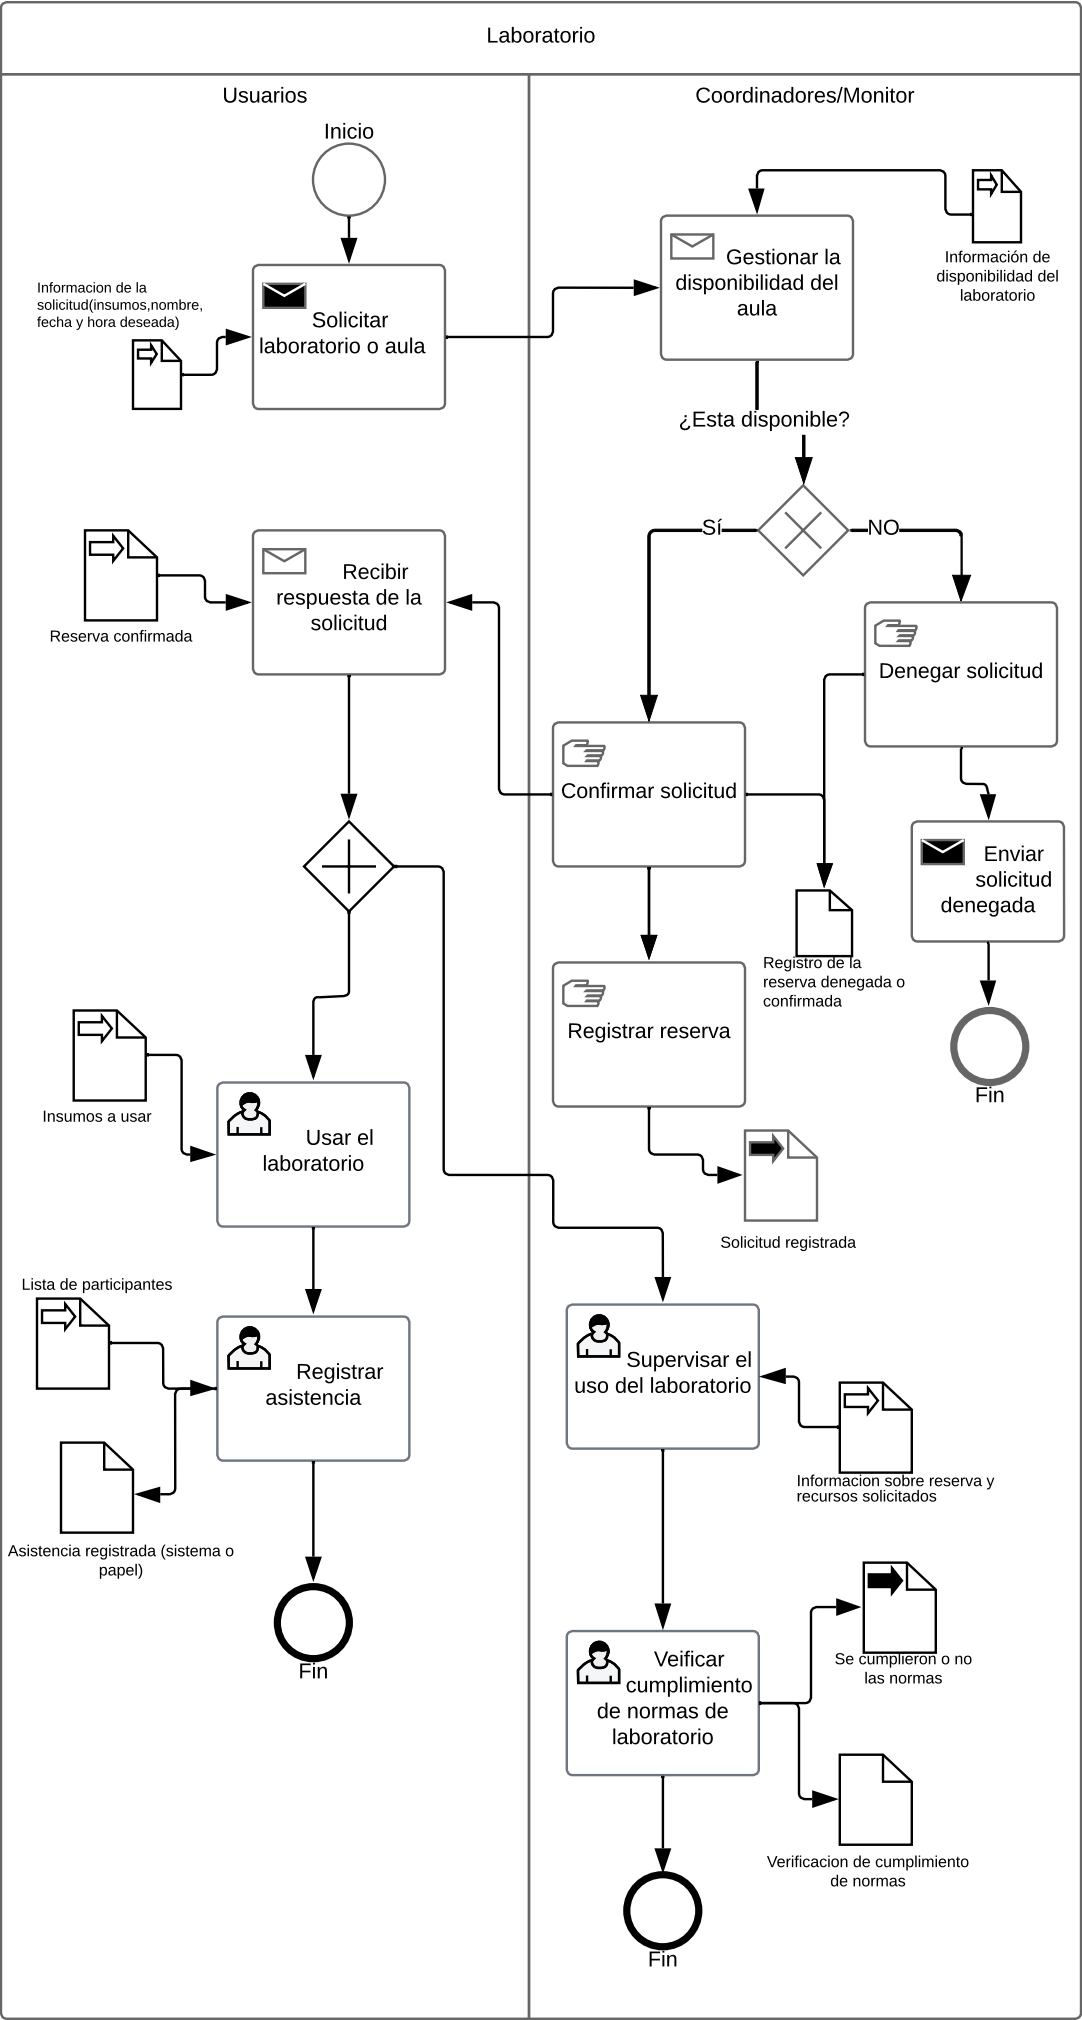 Laboratorio
Usuarios
Coordinadores/Monitor
Inicio
Informacion de la
solicitud(insumos,nombre,
fecha y hora deseada)
Solicitar
laboratorio o aula
Gestionar la
disponibilidad del
aula
Información de
disponibilidad del
laboratorio
¿Esta disponible?
Sí
NO
Reserva confirmada
Recibir
respuesta de la
solicitud
Denegar solicitud
Confirmar solicitud
Enviar
solicitud
denegada
Registro de la
reserva denegada o
confirmada
Registrar reserva
Fin
Insumos a usar
Usar el
laboratorio
Solicitud registrada
Lista de participantes
Registrar
asistencia
Asistencia registrada (sistema o
papel)
Fin
Supervisar el
uso del laboratorio
Informacion sobre reserva y
recursos solicitados
Veificar
cumplimiento
de normas de
laboratorio
Se cumplieron o no
las normas
Verificacion de cumplimiento
de normas
Fin